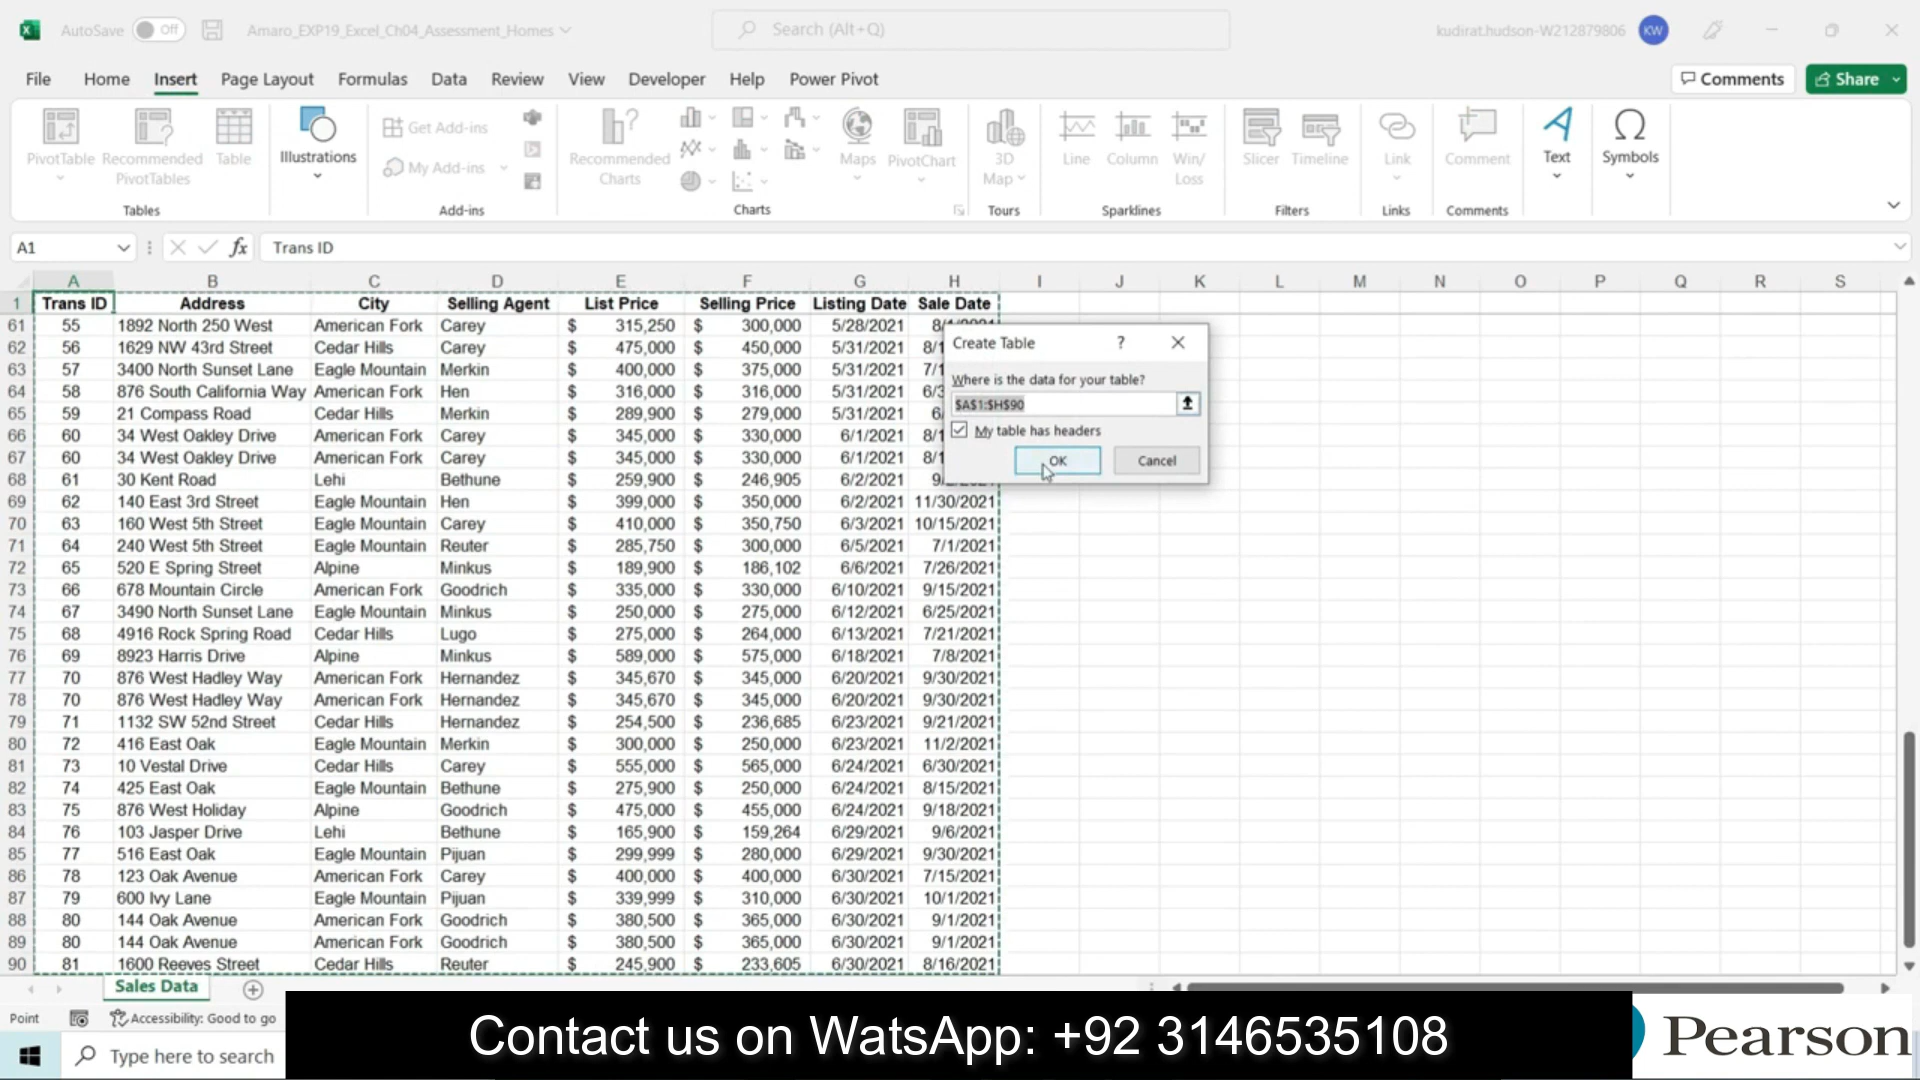 AutoSave Off Amaro_EXP19_Excel_Ch04_Assessment_Homes Search (Alt+Q) kudirat.hudson-W212879806 KW
File Home Insert Page Layout Formulas Data Review View Developer Help Power Pivot Comments Share
PivotTable Recommended PivotTables Table Illustrations Get Add-ins My Add-ins Recommended Charts Maps PivotChart 3D Map Line Column Win/Loss Slicer Timeline Link Comment Text Symbols
Tables Add-ins Charts Tours Sparklines Filters Links Comments
A1 fx Trans ID
A B C D E F G H I J K L M N O P Q R S
1 Trans ID Address City Selling Agent List Price Selling Price Listing Date Sale Date
61 55 1892 North 250 West American Fork Carey $ 315,250 $ 300,000 5/28/2021
62 56 1629 NW 43rd Street Cedar Hills Carey $ 475,000 $ 450,000 5/31/2021 8/1
63 57 3400 North Sunset Lane Eagle Mountain Merkin $ 400,000 $ 375,000 5/31/2021 7/1
64 58 876 South California Way American Fork Hen $ 316,000 $ 316,000 5/31/2021 6/3
65 59 21 Compass Road Cedar Hills Merkin $ 289,900 $ 279,000 5/31/2021 6/
66 60 34 West Oakley Drive American Fork Carey $ 345,000 $ 330,000 6/1/2021 8/1
67 60 34 West Oakley Drive American Fork Carey $ 345,000 $ 330,000 6/1/2021 8/1
68 61 30 Kent Road Lehi Bethune $ 259,900 $ 246,905 6/2/2021
69 62 140 East 3rd Street Eagle Mountain Hen $ 399,000 $ 350,000 6/2/2021 11/30/2021
70 63 160 West 5th Street Eagle Mountain Carey $ 410,000 $ 350,750 6/3/2021 10/15/2021
71 64 240 West 5th Street Eagle Mountain Reuter $ 285,750 $ 300,000 6/5/2021 7/1/2021
72 65 520 E Spring Street Alpine Minkus $ 189,900 $ 186,102 6/6/2021 7/26/2021
73 66 678 Mountain Circle American Fork Goodrich $ 335,000 $ 330,000 6/10/2021 9/15/2021
74 67 3490 North Sunset Lane Eagle Mountain Minkus $ 250,000 $ 275,000 6/12/2021 6/25/2021
75 68 4916 Rock Spring Road Cedar Hills Lugo $ 275,000 $ 264,000 6/13/2021 7/21/2021
76 69 8923 Harris Drive Alpine Minkus $ 589,000 $ 575,000 6/18/2021 7/8/2021
77 70 876 West Hadley Way American Fork Hernandez $ 345,670 $ 345,000 6/20/2021 9/30/2021
78 70 876 West Hadley Way American Fork Hernandez $ 345,670 $ 345,000 6/20/2021 9/30/2021
79 71 1132 SW 52nd Street Cedar Hills Hernandez $ 254,500 $ 236,685 6/23/2021 9/21/2021
80 72 416 East Oak Eagle Mountain Merkin $ 300,000 $ 250,000 6/23/2021 11/2/2021
81 73 10 Vestal Drive Cedar Hills Carey $ 555,000 $ 565,000 6/24/2021 6/30/2021
82 74 425 East Oak Eagle Mountain Bethune $ 275,900 $ 250,000 6/24/2021 8/15/2021
83 75 876 West Holiday Alpine Goodrich $ 475,000 $ 455,000 6/24/2021 9/18/2021
84 76 103 Jasper Drive Lehi Bethune $ 165,900 $ 159,264 6/29/2021 9/6/2021
85 77 516 East Oak Eagle Mountain Pijuan $ 299,999 $ 280,000 6/29/2021 9/30/2021
86 78 123 Oak Avenue American Fork Carey $ 400,000 $ 400,000 6/30/2021 7/15/2021
87 79 600 Ivy Lane Eagle Mountain Pijuan $ 339,999 $ 310,000 6/30/2021 10/1/2021
88 80 144 Oak Avenue American Fork Goodrich $ 380,500 $ 365,000 6/30/2021 9/1/2021
89 80 144 Oak Avenue American Fork Goodrich $ 380,500 $ 365,000 6/30/2021 9/1/2021
90 81 1600 Reeves Street Cedar Hills Reuter $ 245,900 $ 233,605 6/30/2021 8/16/2021
Create Table ?
Where is the data for your table?
$A$1:$H$90
My table has headers
OK Cancel
Sales Data
Point Accessibility: Good to go
Type here to search
Contact us on WatsApp: +92 3146535108
Pearson